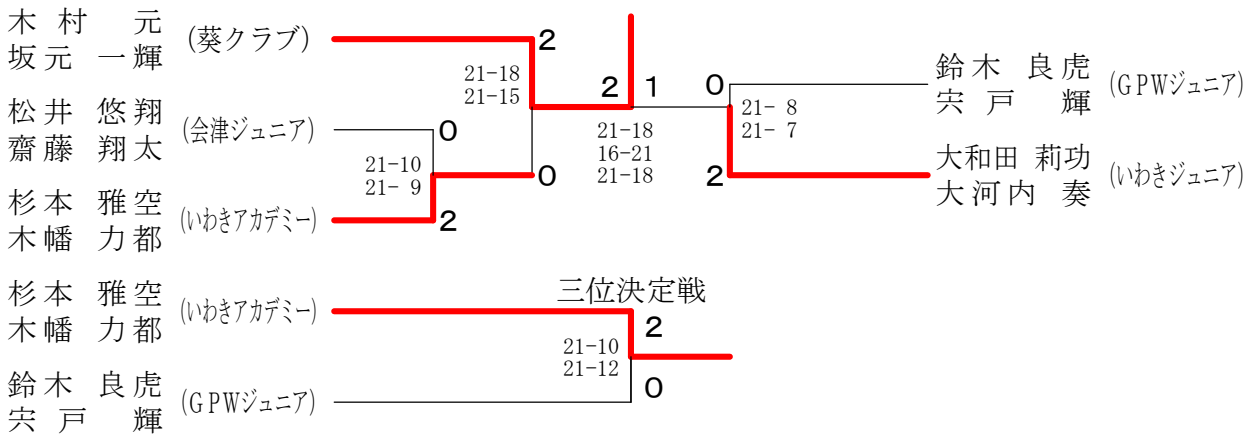 木村 元
坂元 一輝
(葵クラブ)
松井 悠翔
齋藤 翔太
(会津ジュニア)
杉本 雅空
木幡 力都
(いわきアカデミー)
2
21-18
21-15
0
21-10
21- 9
0
2
2 1
21-18
16-21
21-18
0
21- 8
21- 7
2
鈴木 良虎
宍戸 輝
(GPWジュニア)
大和田 莉功
大河内 奏
(いわきジュニア)
三位決定戦
杉本 雅空
木幡 力都
(いわきアカデミー)
2
21-10
21-12
0
鈴木 良虎
宍戸 輝
(GPWジュニア)